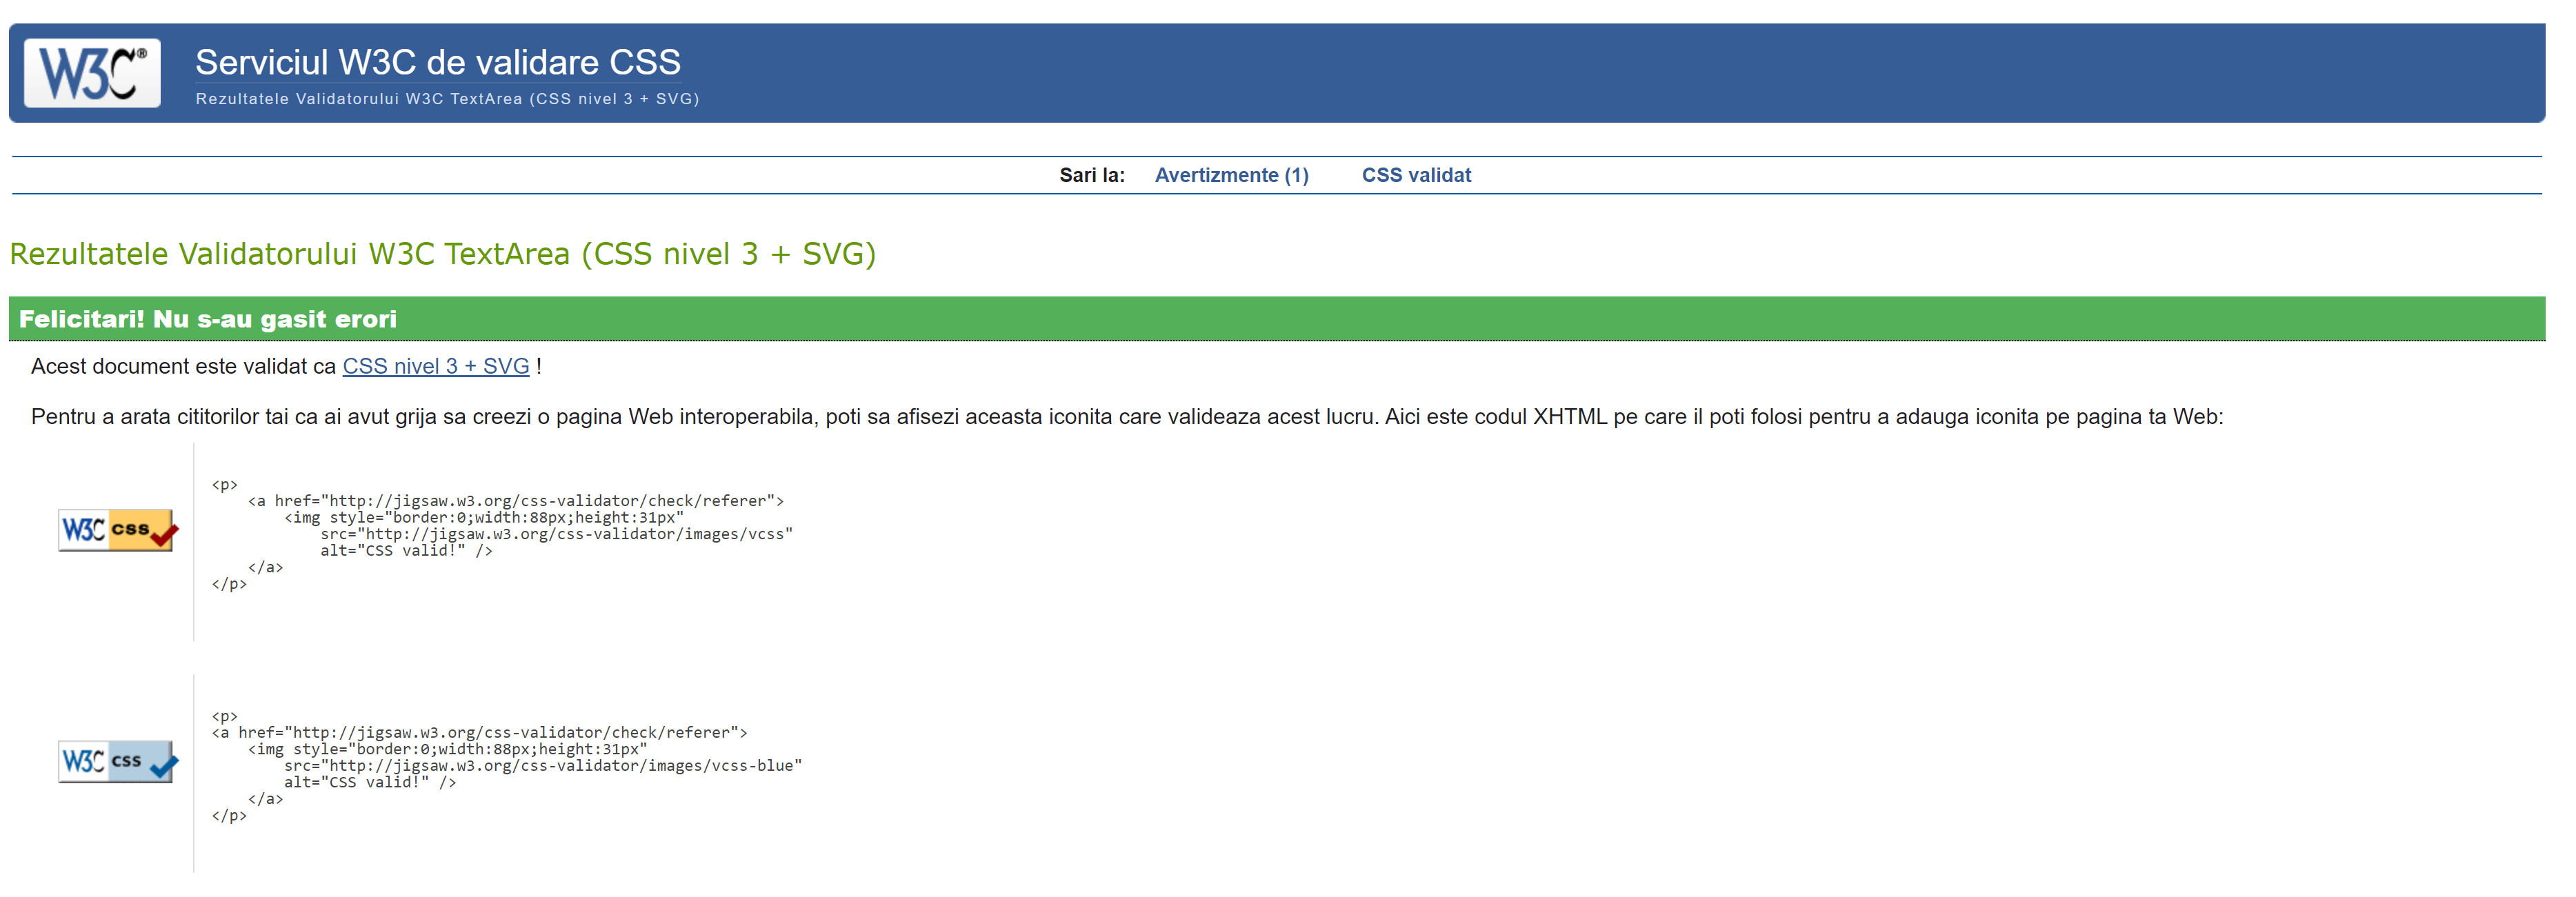 W3C® Serviciul W3C de validare CSS
Rezultatele Validatorului W3C TextArea (CSS nivel 3 + SVG)
Sari la: Avertizmente (1) CSS validat
Rezultatele Validatorului W3C TextArea (CSS nivel 3 + SVG)
Felicitari! Nu s-au gasit erori
Acest document este validat ca CSS nivel 3 + SVG !
Pentru a arata cititorilor tai ca ai avut grija sa creezi o pagina Web interoperabila, poti sa afisezi aceasta iconita care valideaza acest lucru. Aici este codul XHTML pe care il poti folosi pentru a adauga iconita pe pagina ta Web:
W3C css
<p>
    <a href="http://jigsaw.w3.org/css-validator/check/referer">
        <img style="border:0;width:88px;height:31px"
            src="http://jigsaw.w3.org/css-validator/images/vcss"
            alt="CSS valid!" />
    </a>
</p>
W3C css
<p>
<a href="http://jigsaw.w3.org/css-validator/check/referer">
    <img style="border:0;width:88px;height:31px"
        src="http://jigsaw.w3.org/css-validator/images/vcss-blue"
        alt="CSS valid!" />
    </a>
</p>